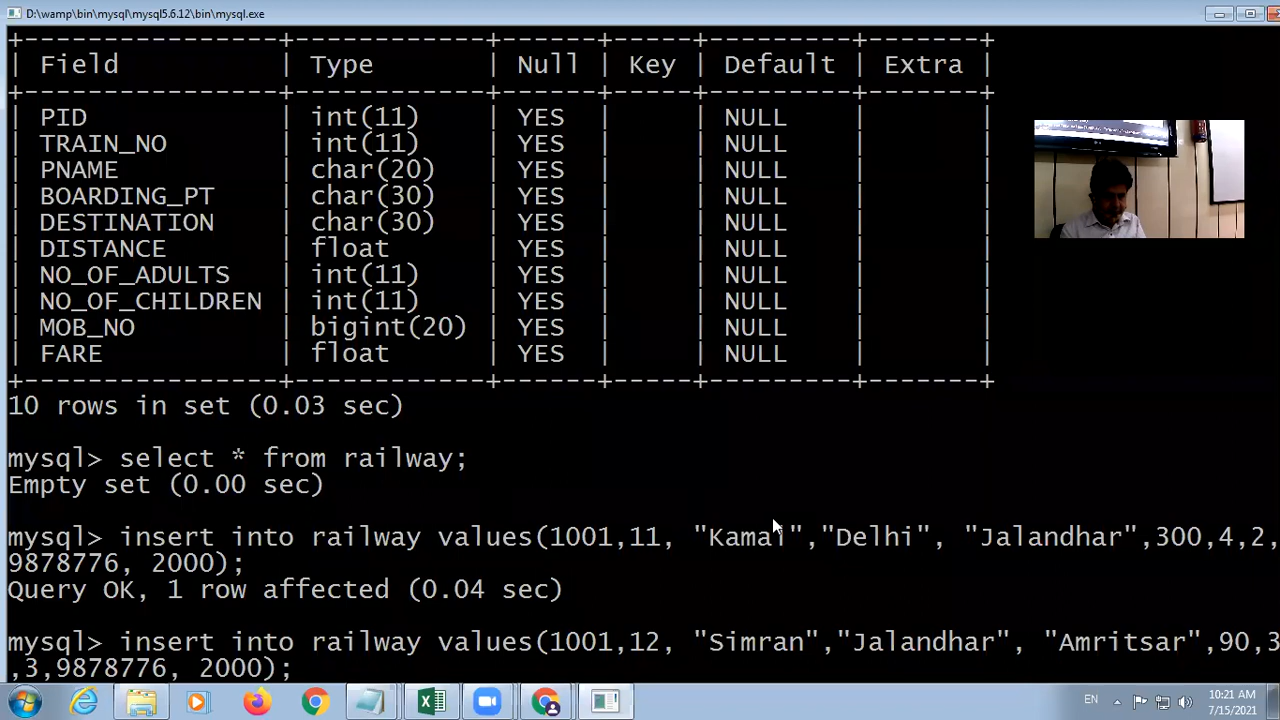 D:\wamp\bin\mysql\mysql5.6.12\bin\mysql.exe
+-----------------+------------+------+-----+---------+-------+
| Field | Type | Null | Key | Default | Extra |
+-----------------+------------+------+-----+---------+-------+
| PID | int(11) | YES | | NULL | |
| TRAIN_NO | int(11) | YES | | NULL | |
| PNAME | char(20) | YES | | NULL | |
| BOARDING_PT | char(30) | YES | | NULL | |
| DESTINATION | char(30) | YES | | NULL | |
| DISTANCE | float | YES | | NULL | |
| NO_OF_ADULTS | int(11) | YES | | NULL | |
| NO_OF_CHILDREN | int(11) | YES | | NULL | |
| MOB_NO | bigint(20) | YES | | NULL | |
| FARE | float | YES | | NULL | |
+-----------------+------------+------+-----+---------+-------+
10 rows in set (0.03 sec)
mysql> select * from railway;
Empty set (0.00 sec)
mysql> insert into railway values(1001,11, "Kamal","Delhi", "Jalandhar",300,4,2,
9878776, 2000);
Query OK, 1 row affected (0.04 sec)
mysql> insert into railway values(1001,12, "Simran","Jalandhar", "Amritsar",90,3
,3,9878776, 2000);
EN
10:21 AM
7/15/2021